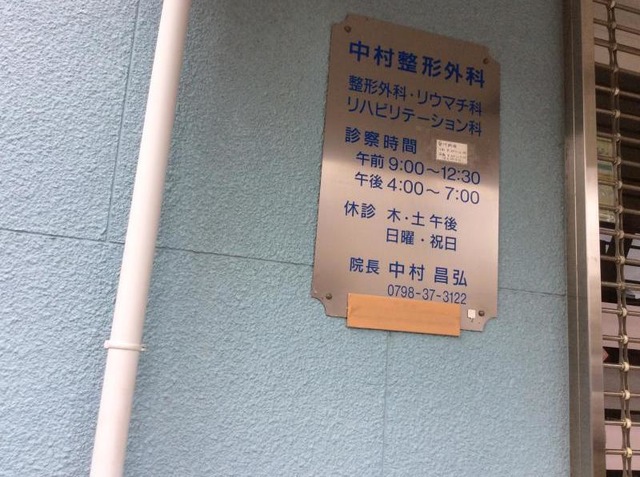 中村整形外科
整形外科・リウマチ科
リハビリテーション科
診察時間
午前 9:00～12:30
午後 4:00～7:00
休診 木・土 午後
日曜・祝日
院長 中村 昌弘
0798-37-3122